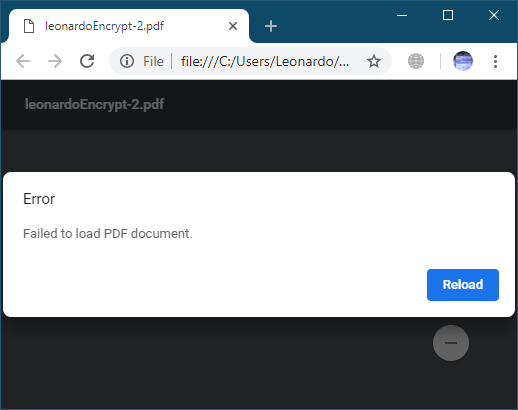 leonardoEncrypt-2.pdf
File | file:///C:/Users/Leonardo/...
leonardoEncrypt-2.pdf
Error
Failed to load PDF document.
Reload